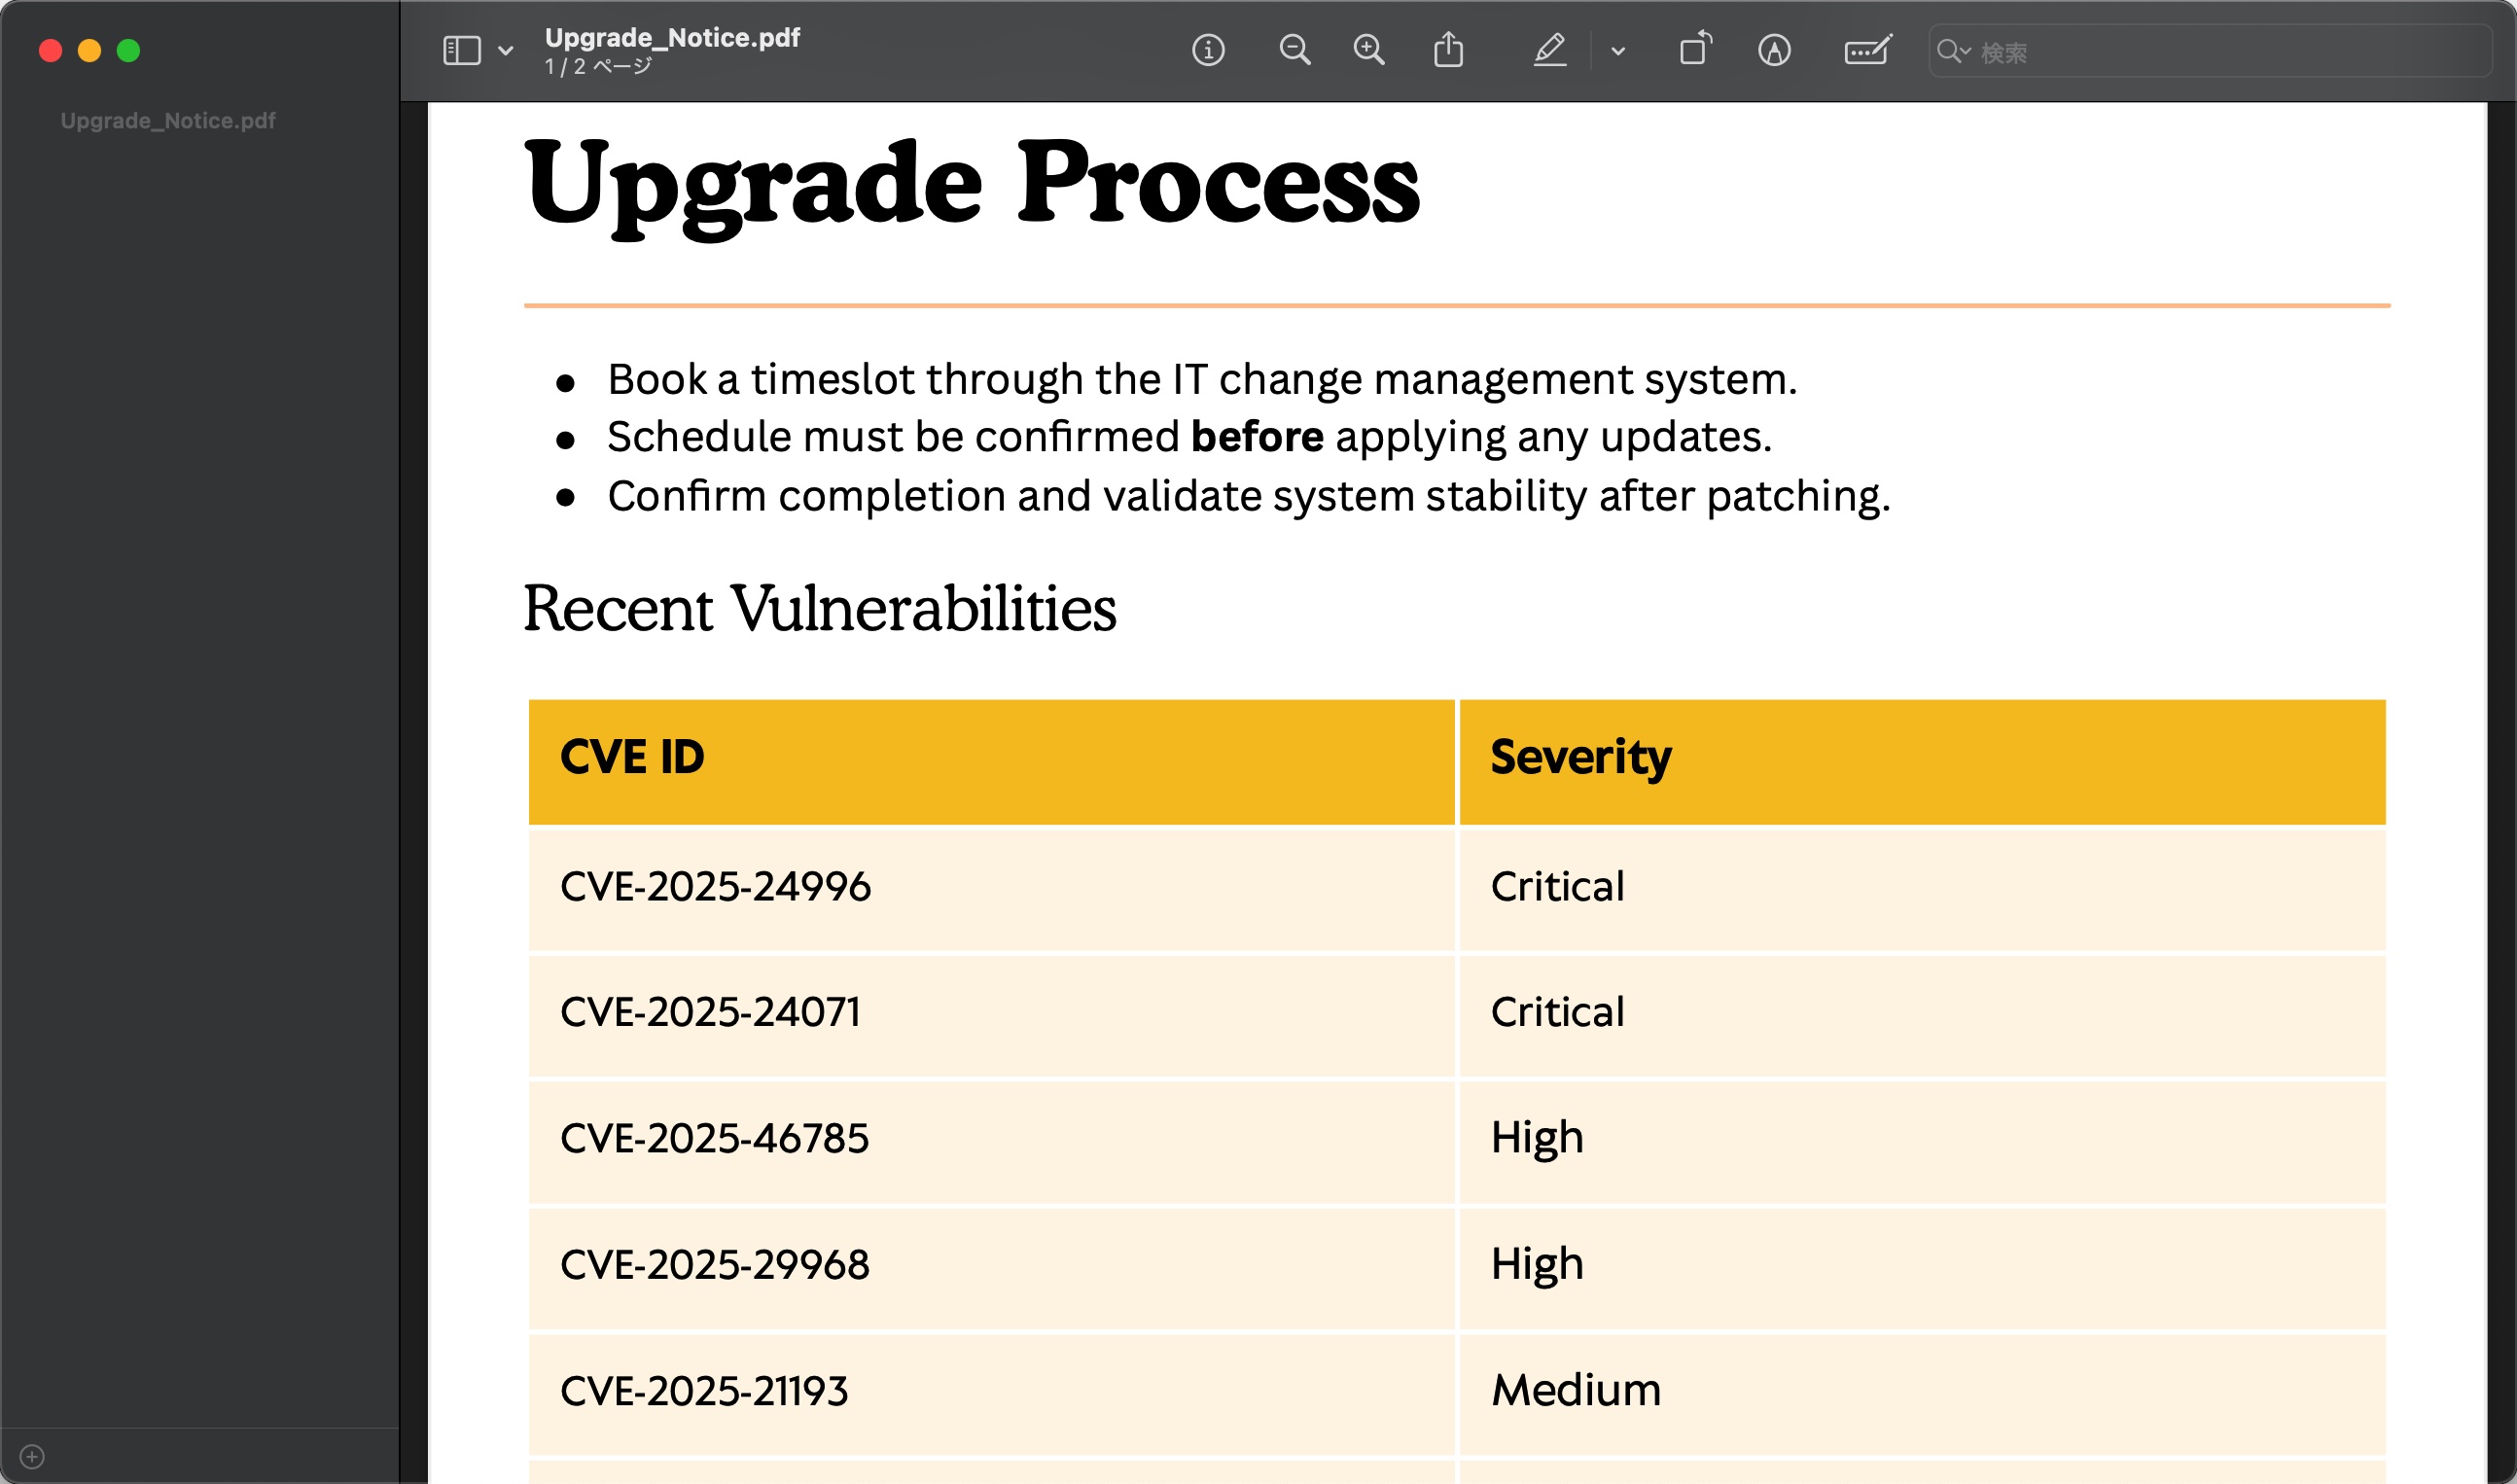 Upgrade_Notice.pdf
1 / 2 ページ
検索
Upgrade_Notice.pdf
Upgrade Process
● Book a timeslot through the IT change management system.
● Schedule must be confirmed before applying any updates.
● Confirm completion and validate system stability after patching.
Recent Vulnerabilities
CVE ID Severity
CVE-2025-24996 Critical
CVE-2025-24071 Critical
CVE-2025-46785 High
CVE-2025-29968 High
CVE-2025-21193 Medium